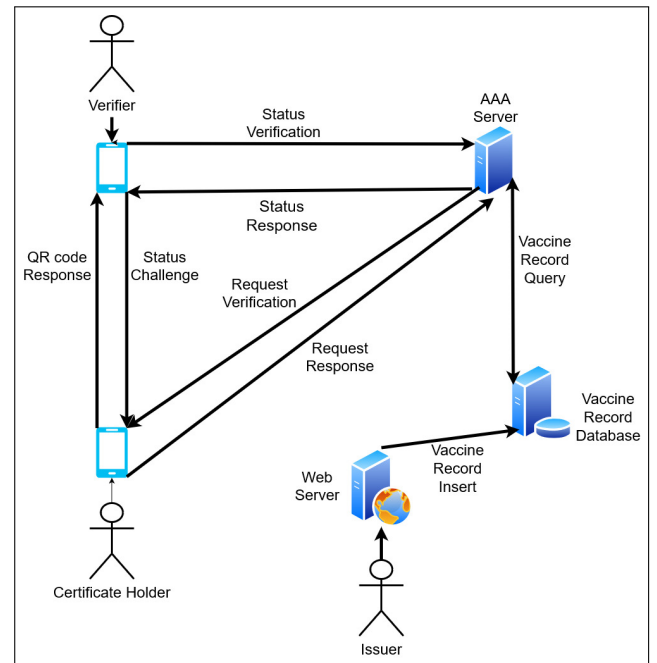 Verifier
Status
Verification
AAA
Server
Status
Response
QR code
Response
Status
Challenge
Vaccine
Record
Query
Request
Verification
Request
Response
Vaccine
Record
Database
Web
Server
Vaccine
Record
Insert
Certificate Holder
Issuer